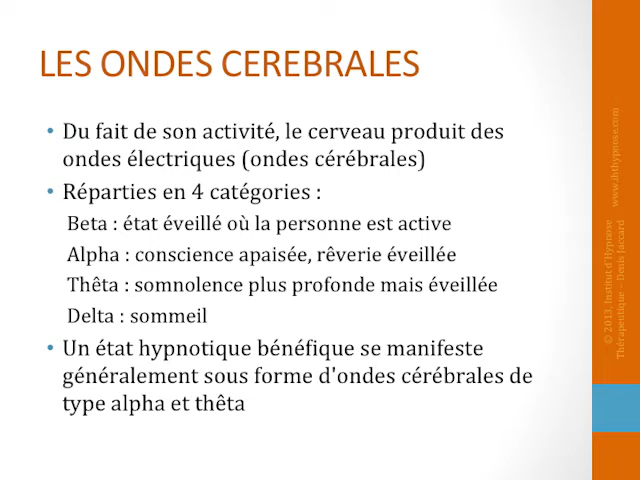 LES ONDES CEREBRALES
• Du fait de son activité, le cerveau produit des
ondes électriques (ondes cérébrales)
• Réparties en 4 catégories :
Beta : état éveillé où la personne est active
Alpha : conscience apaisée, rêverie éveillée
Thêta : somnolence plus profonde mais éveillée
Delta : sommeil
• Un état hypnotique bénéfique se manifeste
généralement sous forme d'ondes cérébrales de
type alpha et thêta
© 2013, Institut d'Hypnose www.ihthypnose.com
Thérapeutique – Denis Jaccard